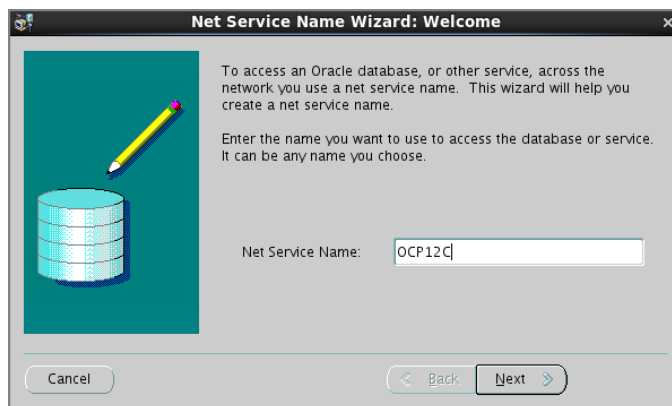 Net Service Name Wizard: Welcome
To access an Oracle database, or other service, across the
network you use a net service name. This wizard will help you
create a net service name.
Enter the name you want to use to access the database or service.
It can be any name you choose.
Net Service Name: OCP12C
Cancel Back Next